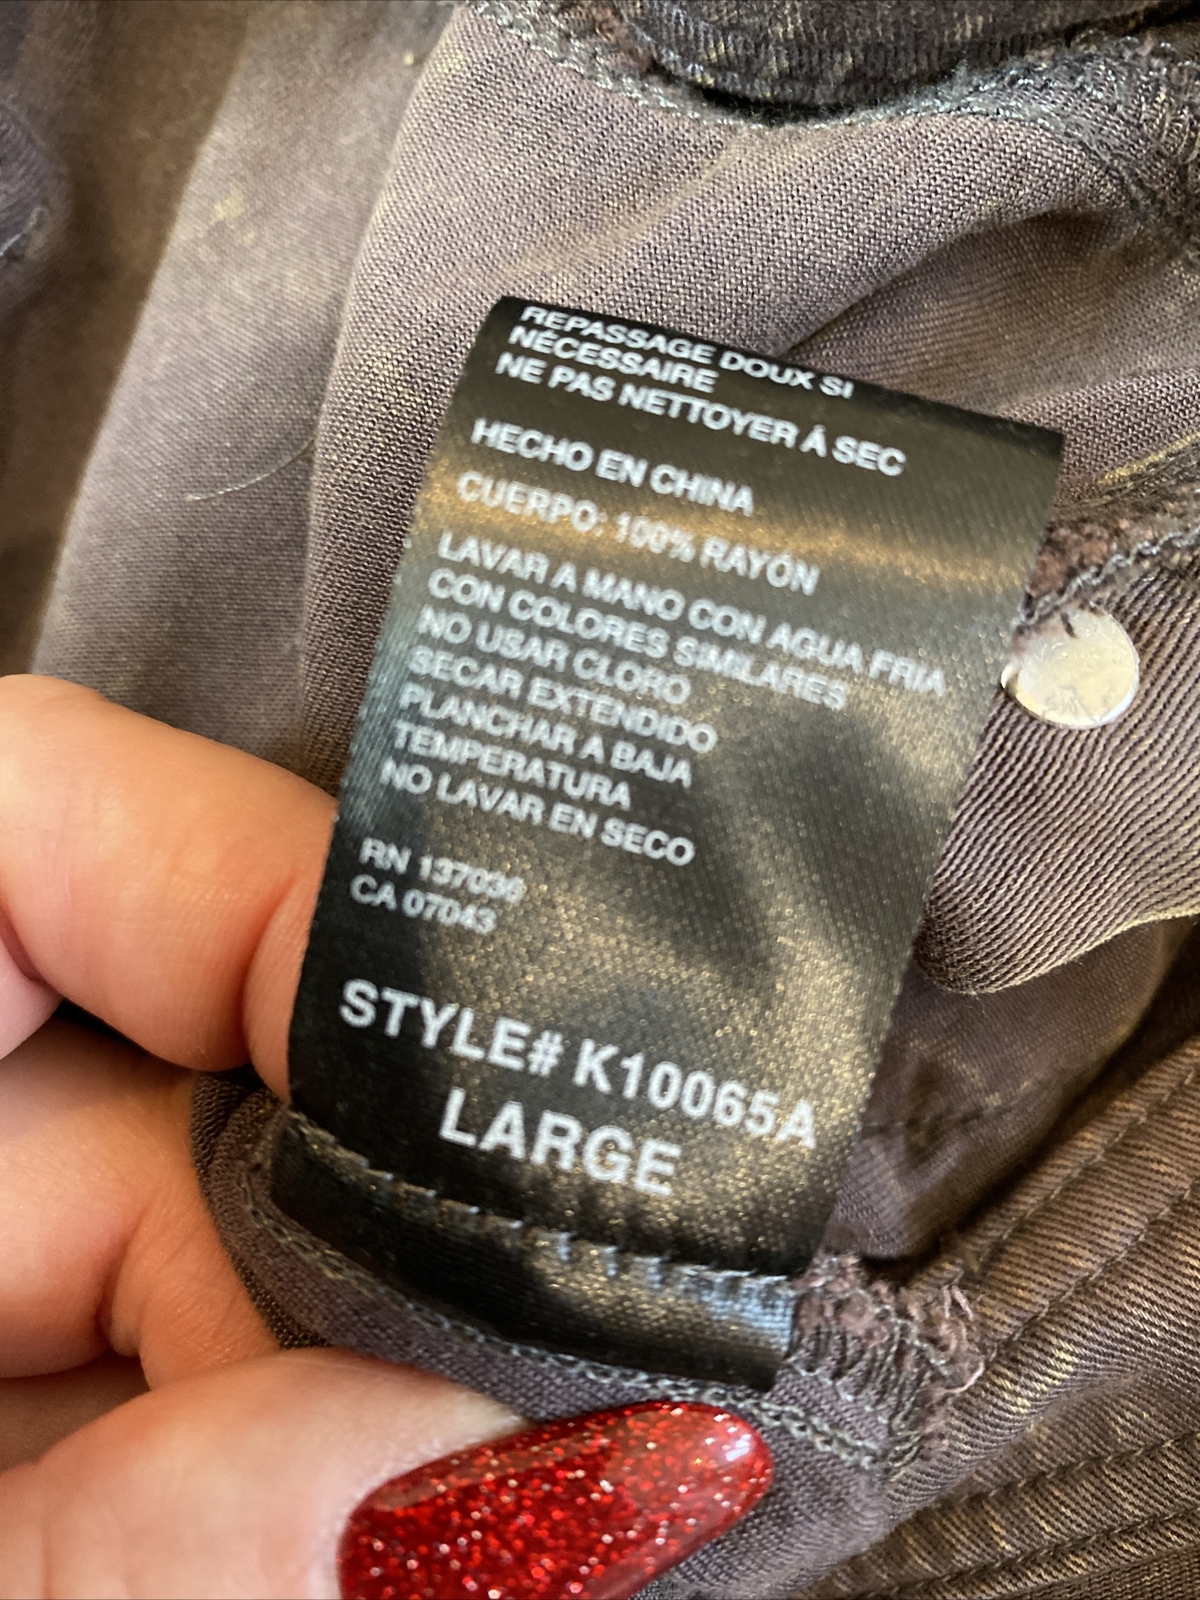 REPASSAGE DOUX SI
NÉCESSAIRE
NE PAS NETTOYER À SEC
HECHO EN CHINA
CUERPO: 100% RAYÓN
LAVAR A MANO CON AGUA FRIA
CON COLORES SIMILARES
NO USAR CLORO
SECAR EXTENDIDO
PLANCHAR A BAJA
TEMPERATURA
NO LAVAR EN SECO
RN 137036
CA 07043
STYLE# K10065A
LARGE